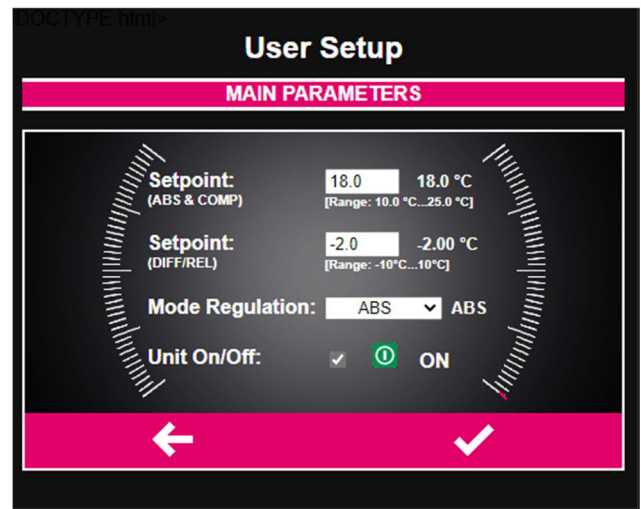 DOCTYPE html>
User Setup
MAIN PARAMETERS
Setpoint: 18.0 18.0 °C
(ABS & COMP) [Range: 10.0 °C...25.0 °C]
Setpoint: -2.0 -2.00 °C
(DIFF/REL) [Range: -10°C...10°C]
Mode Regulation: ABS ABS
Unit On/Off: ON